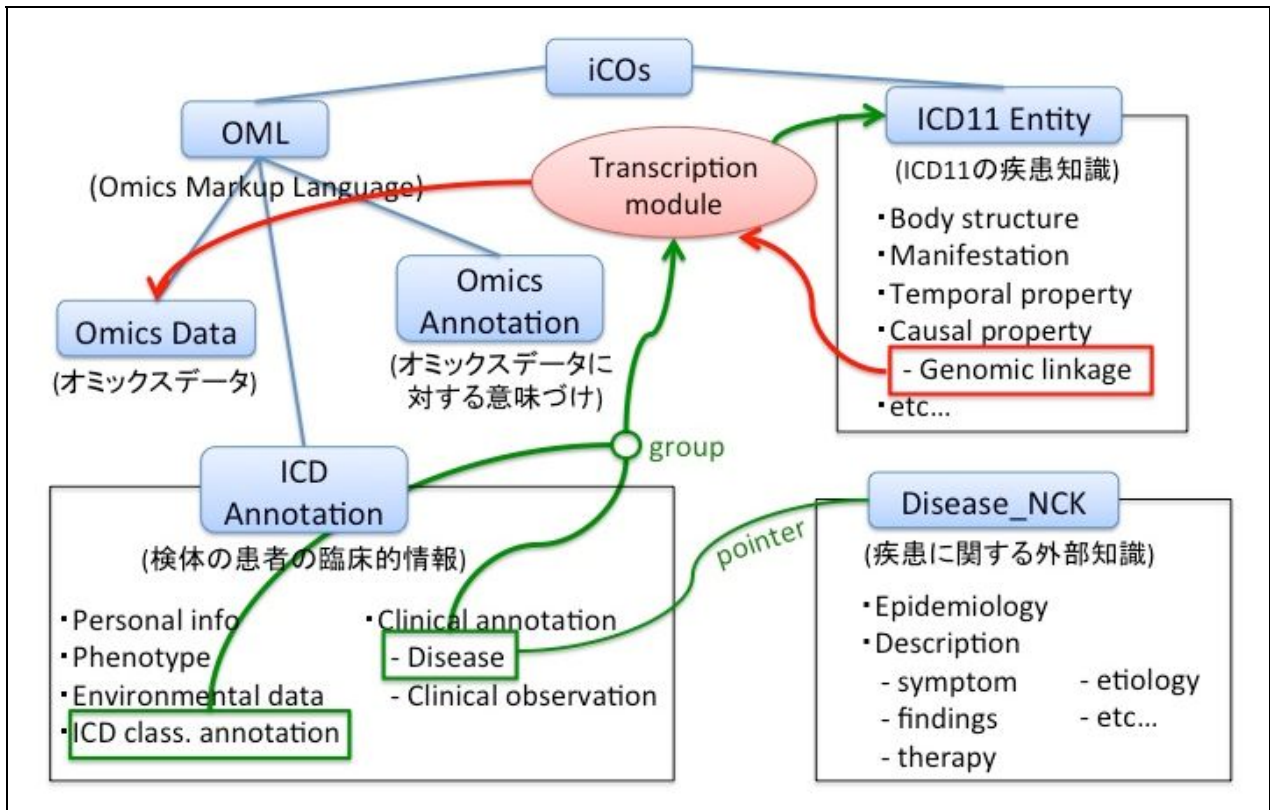 iCOs
OML
(Omics Markup Language)
Transcription
module
ICD11 Entity
(ICD11の疾患知識)
・Body structure
・Manifestation
・Temporal property
・Causal property
- Genomic linkage
・etc...
Omics Data
(オミックスデータ)
Omics
Annotation
(オミックスデータに
対する意味づけ)
group
ICD
Annotation
(検体の患者の臨床的情報)
・Personal info
・Phenotype
・Environmental data
・ICD class. annotation
・Clinical annotation
- Disease
- Clinical observation
pointer
Disease_NCK
(疾患に関する外部知識)
・Epidemiology
・Description
- symptom
- findings
- therapy
- etiology
- etc...